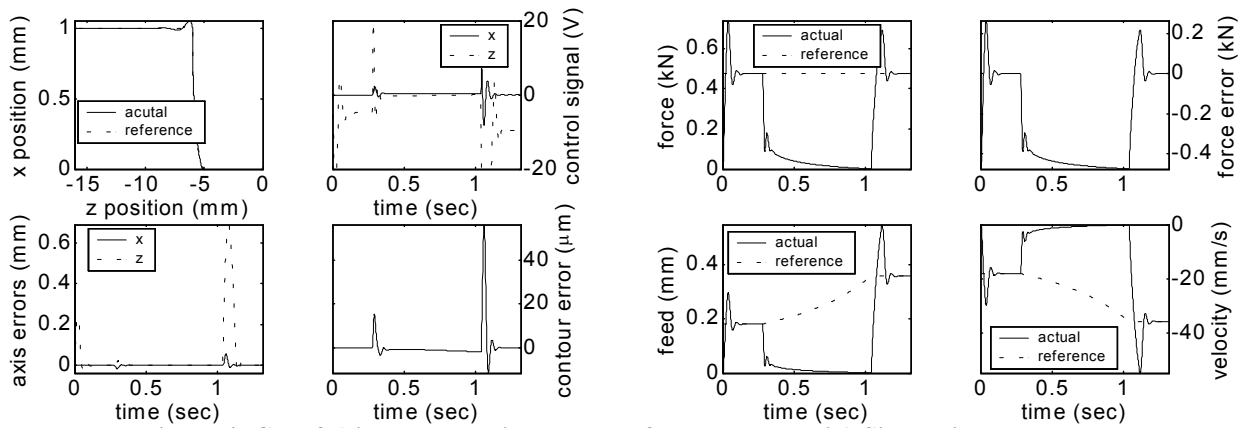 x position (mm)
1
0.5
0
acutal
reference
-15
-10
-5
0
z position (mm)
control signal (V)
20
0
-20
x
z
0
0.5
1
time (sec)
force (kN)
0.6
0.4
0.2
0
actual
reference
0
0.5
1
force error (kN)
0.2
0
-0.2
-0.4
0
0.5
1
axis errors (mm)
0.6
0.4
0.2
0
x
z
0
0.5
1
time (sec)
contour error (μm)
40
20
0
0
0.5
1
time (sec)
feed (mm)
0.4
0.2
0
actual
reference
0
0.5
1
time (sec)
velocity (mm/s)
0
-20
-40
actual
reference
0
0.5
1
time (sec)